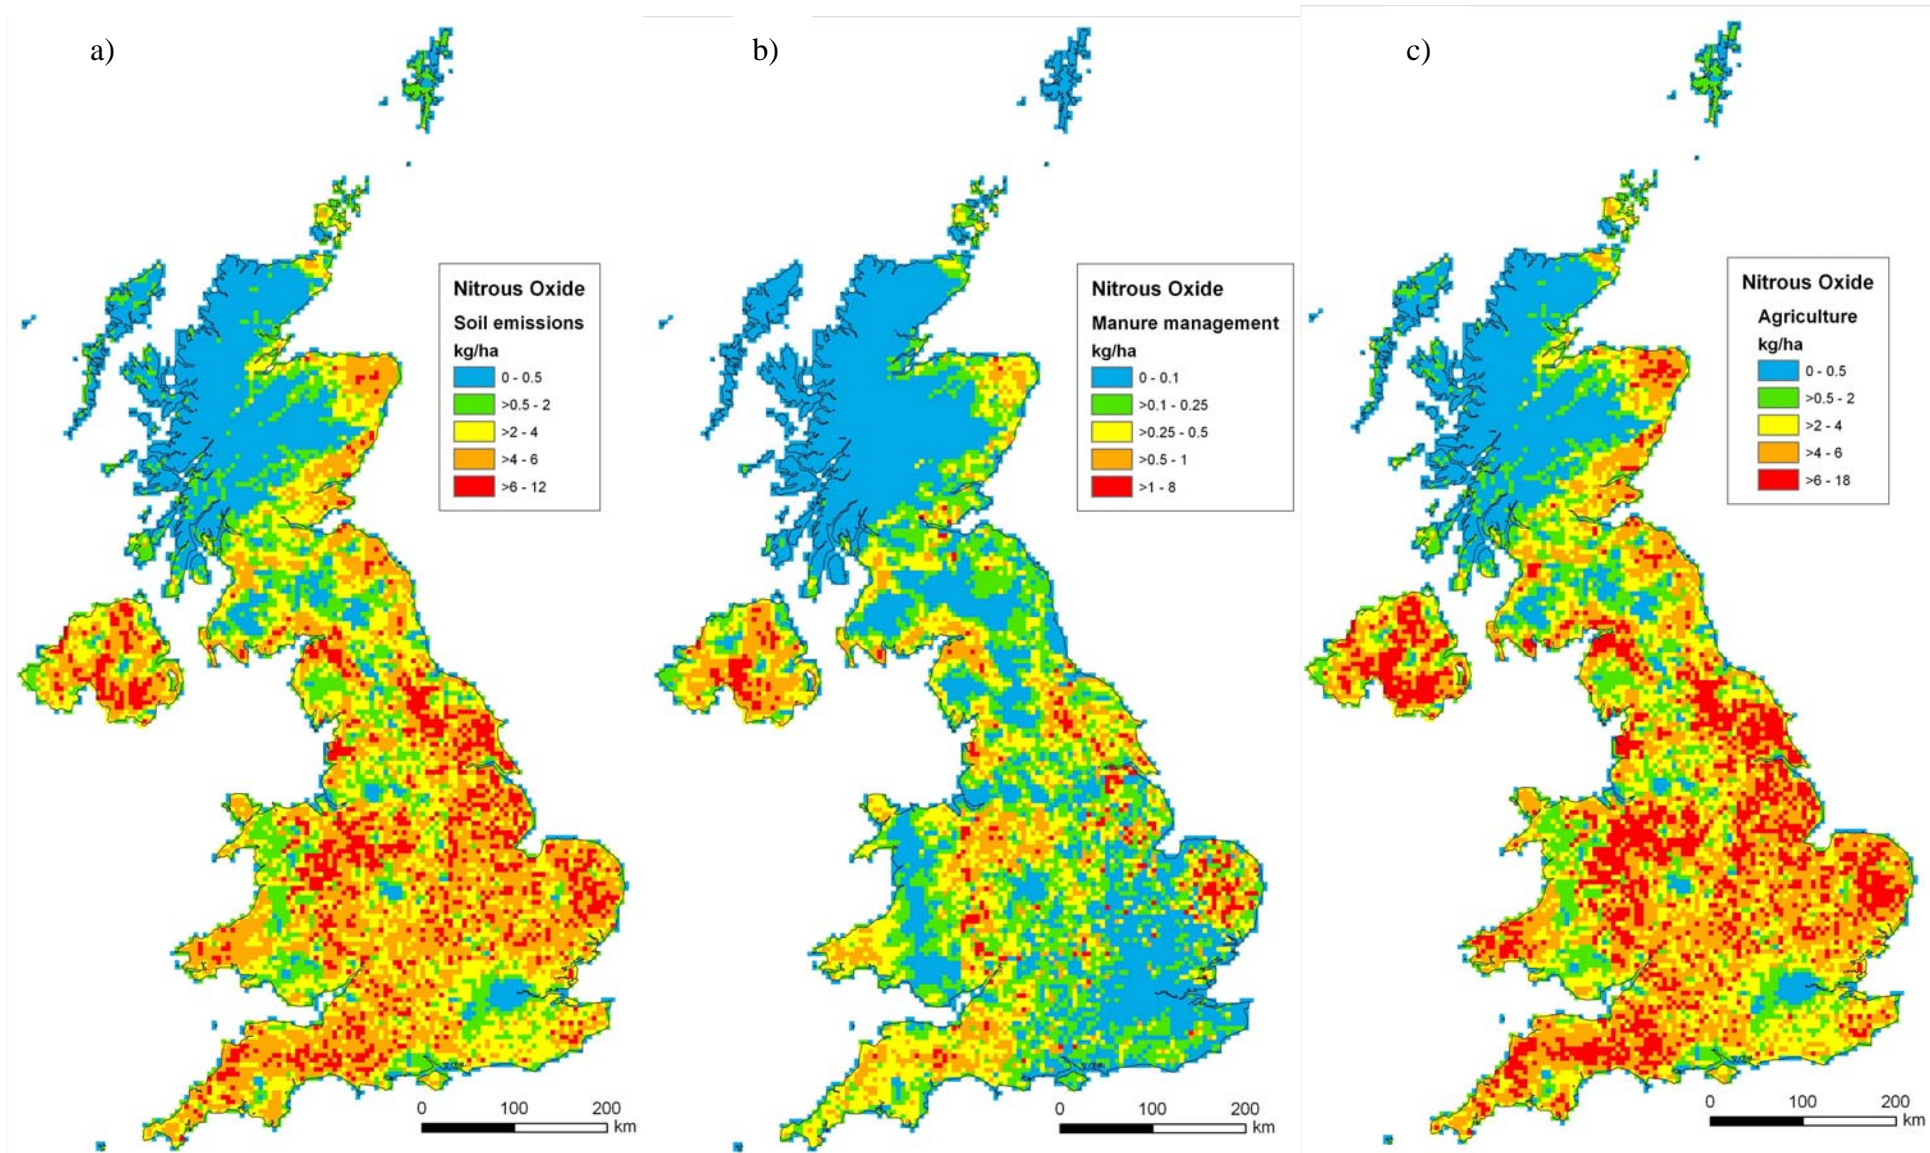 a)
b)
c)
Nitrous Oxide
Soil emissions
kg/ha
0 - 0.5
>0.5 - 2
>2 - 4
>4 - 6
>6 - 12
0 100 200
km
Nitrous Oxide
Manure management
kg/ha
0 - 0.1
>0.1 - 0.25
>0.25 - 0.5
>0.5 - 1
>1 - 8
0 100 200
km
Nitrous Oxide
Agriculture
kg/ha
0 - 0.5
>0.5 - 2
>2 - 4
>4 - 6
>6 - 18
0 100 200
km